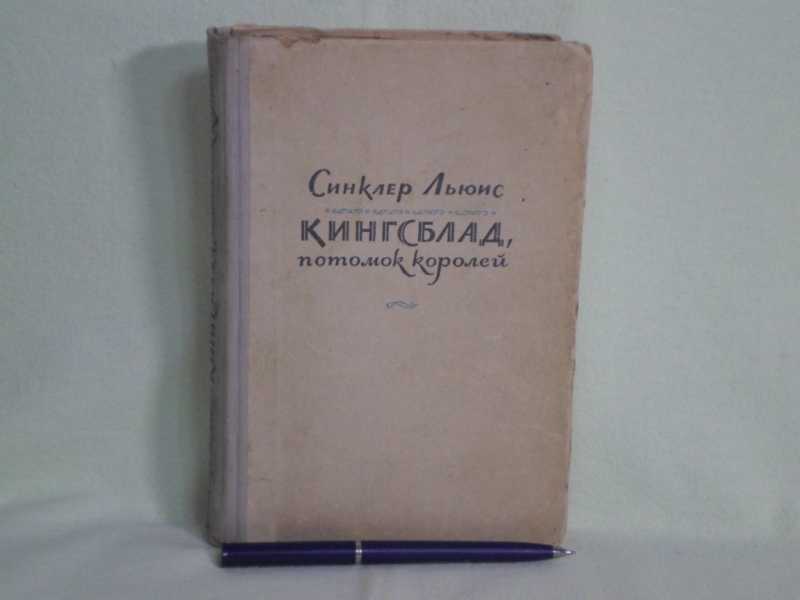 Синклер Льюис
КИНГСБЛАД,
потомок королей